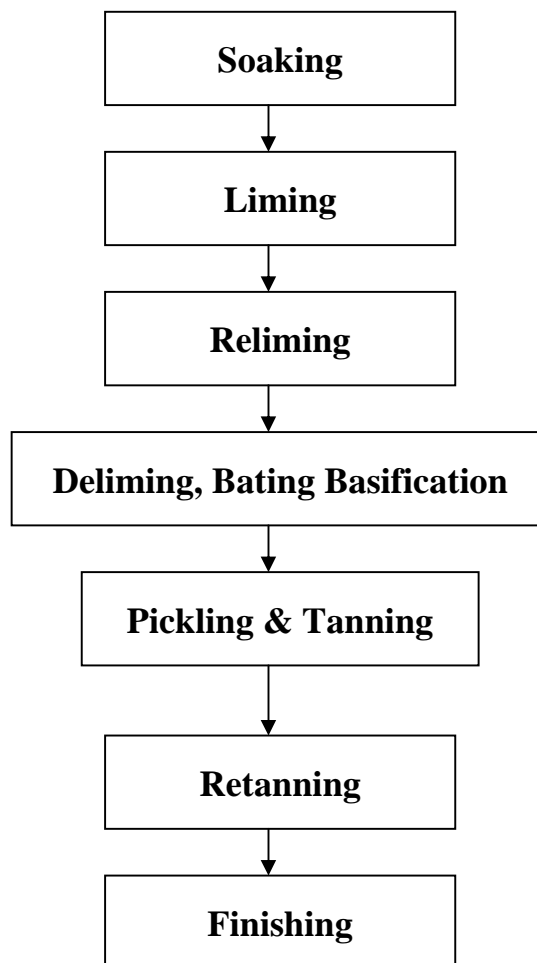 Soaking
Liming
Reliming
Deliming, Bating Basification
Pickling & Tanning
Retanning
Finishing